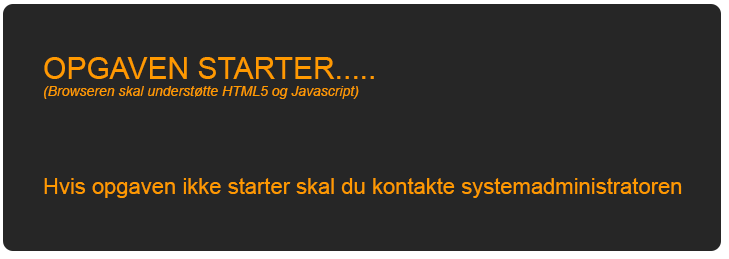 OPGAVEN STARTER.....
(Browseren skal understøtte HTML5 og Javascript)
Hvis opgaven ikke starter skal du kontakte systemadministratoren